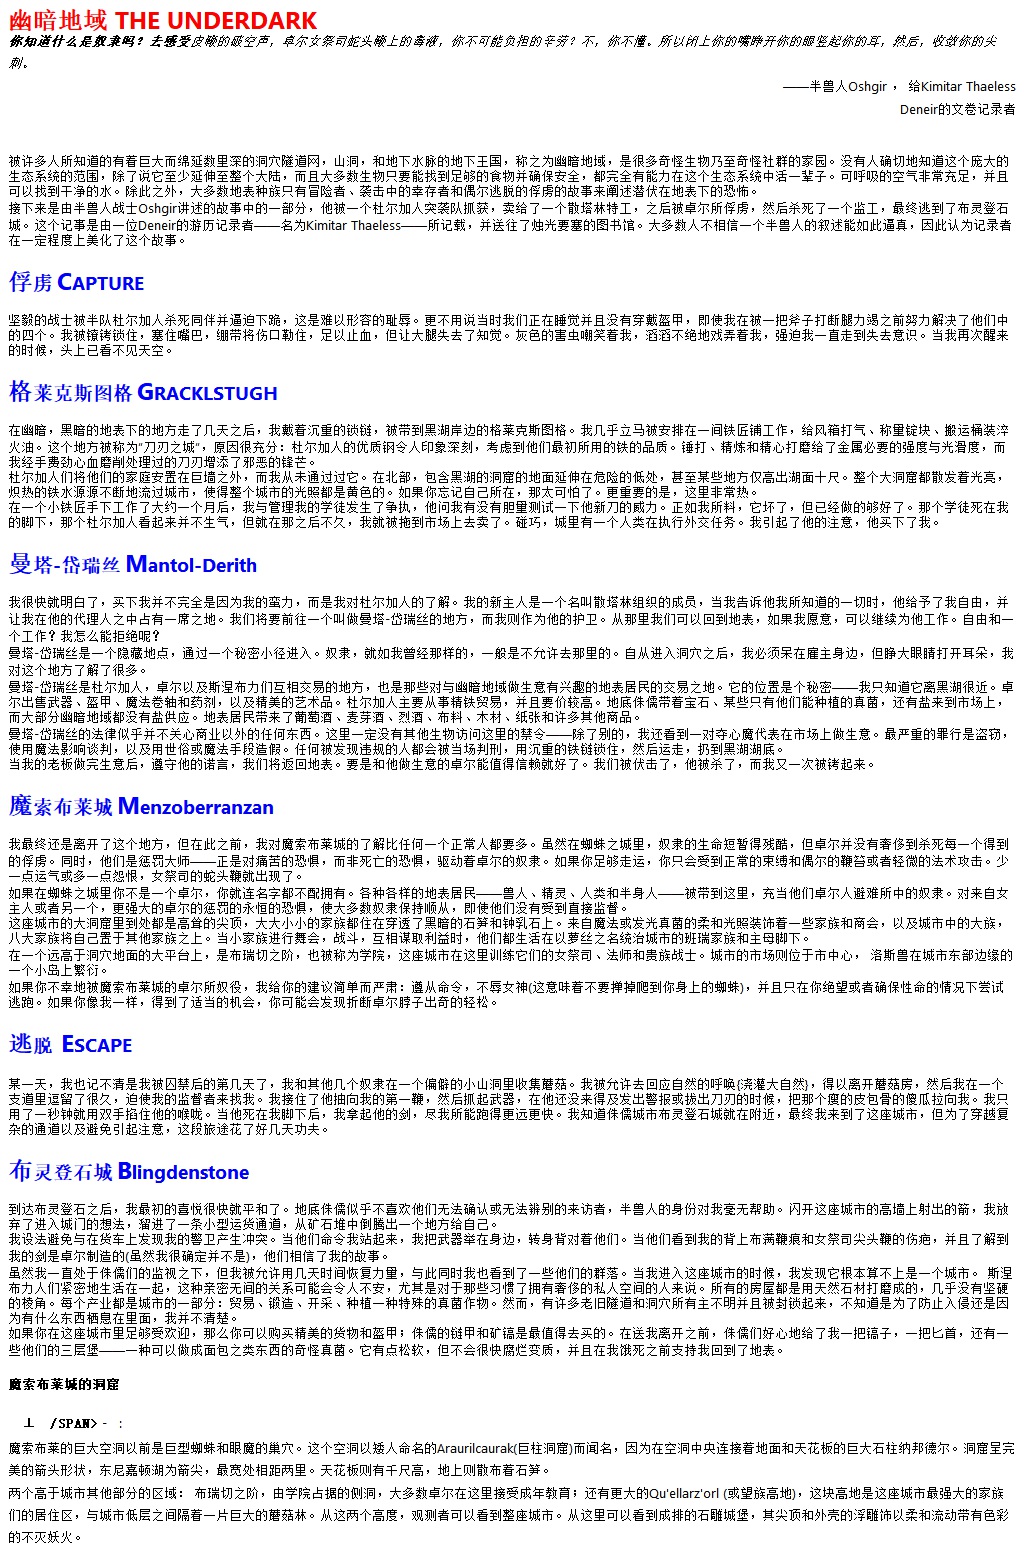 幽暗地域 THE UNDERDARK
你知道什么是奴隶吗？去感受皮鞭的破空声，卓尔女祭司蛇头鞭上的毒液，你不可能负担的辛劳？不，你不懂。所以闭上你的嘴睁开你的眼竖起你的耳，然后，收敛你的尖
刺。
——半兽人Oshgir ， 给Kimitar Thaeless
Deneir的文卷记录者
被许多人所知道的有着巨大而绵延数里深的洞穴隧道网，山洞，和地下水脉的地下王国，称之为幽暗地域，是很多奇怪生物乃至奇怪社群的家园。没有人确切地知道这个庞大的
生态系统的范围，除了说它至少延伸至整个大陆，而且大多数生物只要能找到足够的食物并确保安全，都完全有能力在这个生态系统中活一辈子。可呼吸的空气非常充足，并且
可以找到干净的水。除此之外，大多数地表种族只有冒险者、袭击中的幸存者和偶尔逃脱的俘虏的故事来阐述潜伏在地表下的恐怖。
接下来是由半兽人战士Oshgir讲述的故事中的一部分，他被一个杜尔加人突袭队抓获，卖给了一个散塔林特工，之后被卓尔所俘虏，然后杀死了一个监工，最终逃到了布灵登石
城。这个记事是由一位Deneir的游历记录者——名为Kimitar Thaeless——所记载，并送往了烛光要塞的图书馆。大多数人不相信一个半兽人的叙述能如此逼真，因此认为记录者
在一定程度上美化了这个故事。
俘虏 CAPTURE
坚毅的战士被半队杜尔加人杀死同伴并逼迫下跪，这是难以形容的耻辱。更不用说当时我们正在睡觉并且没有穿戴盔甲，即使我在被一把斧子打断腿力竭之前努力解决了他们中
的四个。我被镣铐锁住，塞住嘴巴，绷带将伤口勒住，足以止血，但让大腿失去了知觉。灰色的害虫嘲笑着我，滔滔不绝地戏弄着我，强迫我一直走到失去意识。当我再次醒来
的时候，头上已看不见天空。
格莱克斯图格 GRACKLSTUGH
在幽暗，黑暗的地表下的地方走了几天之后，我戴着沉重的锁链，被带到黑湖岸边的格莱克斯图格。我几乎立马被安排在一间铁匠铺工作，给风箱打气、称量锭块、搬运桶装淬
火油。这个地方被称为“刀刃之城”，原因很充分：杜尔加人的优质钢令人印象深刻，考虑到他们最初所用的铁的品质。锤打、精炼和精心打磨给了金属必要的强度与光滑度，而
我经手费劲心血磨削处理过的刀刃增添了邪恶的锋芒。
杜尔加人们将他们的家庭安置在巨墙之外，而我从未通过过它。在北部，包含黑湖的洞窟的地面延伸在危险的低处，甚至某些地方仅高出湖面十尺。整个大洞窟都散发着光亮，
炽热的铁水源源不断地流过城市，使得整个城市的光照都是黄色的。如果你忘记自己所在，那太可怕了。更重要的是，这里非常热。
在一个小铁匠手下工作了大约一个月后，我与管理我的学徒发生了争执，他问我有没有胆量测试一下他新刀的威力。正如我所料，它坏了，但已经做的够好了。那个学徒死在我
的脚下，那个杜尔加人看起来并不生气，但就在那之后不久，我就被拖到市场上去卖了。碰巧，城里有一个人类在执行外交任务。我引起了他的注意，他买下了我。
曼塔-岱瑞丝 Mantol-Derith
我很快就明白了，买下我并不完全是因为我的蛮力，而是我对杜尔加人的了解。我的新主人是一个名叫散塔林组织的成员，当我告诉他我所知道的一切时，他给予了我自由，并
让我在他的代理人之中占有一席之地。我们将要前往一个叫做曼塔-岱瑞丝的地方，而我则作为他的护卫。从那里我们可以回到地表，如果我愿意，可以继续为他工作。自由和一
个工作？我怎么能拒绝呢？
曼塔-岱瑞丝是一个隐藏地点，通过一个秘密小径进入。奴隶，就如我曾经那样的，一般是不允许去那里的。自从进入洞穴之后，我必须呆在雇主身边，但睁大眼睛打开耳朵，我
对这个地方了解了很多。
曼塔-岱瑞丝是杜尔加人，卓尔以及斯涅布力们互相交易的地方，也是那些对与幽暗地域做生意有兴趣的地表居民的交易之地。它的位置是个秘密——我只知道它离黑湖很近。卓
尔出售武器、盔甲、魔法卷轴和药剂，以及精美的艺术品。杜尔加人主要从事精铁贸易，并且要价较高。地底侏儒带着宝石、某些只有他们能种植的真菌，还有盐来到市场上，
而大部分幽暗地域都没有盐供应。地表居民带来了葡萄酒、麦芽酒、烈酒、布料、木材、纸张和许多其他商品。
曼塔-岱瑞丝的法律似乎并不关心商业以外的任何东西。这里一定没有其他生物访问这里的禁令——除了别的，我还看到一对夺心魔代表在市场上做生意。最严重的罪行是盗窃，
使用魔法影响谈判，以及用世俗或魔法手段造假。任何被发现违规的人都会被当场判刑，用沉重的铁链锁住，然后运走，扔到黑湖湖底。
当我的老板做完生意后，遵守他的诺言，我们将返回地表。要是和他做生意的卓尔能值得信赖就好了。我们被伏击了，他被杀了，而我又一次被铐起来。
魔索布莱城 Menzoberranzan
我最终还是离开了这个地方，但在此之前，我对魔索布莱城的了解比任何一个正常人都要多。虽然在蜘蛛之城里，奴隶的生命短暂得残酷，但卓尔并没有奢侈到杀死每一个得到
的俘虏。同时，他们是惩罚大师——正是对痛苦的恐惧，而非死亡的恐惧，驱动着卓尔的奴隶。如果你足够走运，你只会受到正常的束缚和偶尔的鞭笞或者轻微的法术攻击。少
一点运气或多一点怨恨，女祭司的蛇头鞭就出现了。
如果在蜘蛛之城里你不是一个卓尔，你就连名字都不配拥有。各种各样的地表居民——兽人、精灵、人类和半身人——被带到这里，充当他们卓尔人避难所中的奴隶。对来自女
主人或者另一个，更强大的卓尔的惩罚的永恒的恐惧，使大多数奴隶保持顺从，即使他们没有受到直接监督。
这座城市的大洞窟里到处都是高耸的尖顶，大大小小的家族都住在穿透了黑暗的石笋和钟乳石上。来自魔法或发光真菌的柔和光照装饰着一些家族和商会，以及城市中的大族，
八大家族将自己置于其他家族之上。当小家族进行舞会，战斗，互相谋取利益时，他们都生活在以萝丝之名统治城市的班瑞家族和主母脚下。
在一个远高于洞穴地面的大平台上，是布瑞切之阶，也被称为学院，这座城市在这里训练它们的女祭司、法师和贵族战士。城市的市场则位于市中心， 洛斯兽在城市东部边缘的
一个小岛上繁衍。
如果你不幸地被魔索布莱城的卓尔所奴役，我给你的建议简单而严肃：遵从命令，不辱女神(这意味着不要掸掉爬到你身上的蜘蛛)，并且只在你绝望或者确保性命的情况下尝试
逃跑。如果你像我一样，得到了适当的机会，你可能会发现折断卓尔脖子出奇的轻松。
逃脱 ESCAPE
某一天，我也记不清是我被囚禁后的第几天了，我和其他几个奴隶在一个偏僻的小山洞里收集蘑菇。我被允许去回应自然的呼唤{浇灌大自然}，得以离开蘑菇房，然后我在一个
支道里逗留了很久，迫使我的监督者来找我。我接住了他抽向我的第一鞭，然后抓起武器，在他还没来得及发出警报或拔出刀刃的时候，把那个瘦的皮包骨的傻瓜拉向我。我只
用了一秒钟就用双手掐住他的喉咙。当他死在我脚下后，我拿起他的剑，尽我所能跑得更远更快。我知道侏儒城市布灵登石城就在附近，最终我来到了这座城市，但为了穿越复
杂的通道以及避免引起注意，这段旅途花了好几天功夫。
布灵登石城 Blingdenstone
到达布灵登石之后，我最初的喜悦很快就平和了。地底侏儒似乎不喜欢他们无法确认或无法辨别的来访者，半兽人的身份对我毫无帮助。闪开这座城市的高墙上射出的箭，我放
弃了进入城门的想法，溜进了一条小型运货通道，从矿石堆中倒腾出一个地方给自己。
我设法避免与在货车上发现我的警卫产生冲突。当他们命令我站起来，我把武器举在身边，转身背对着他们。当他们看到我的背上布满鞭痕和女祭司尖头鞭的伤疤，并且了解到
我的剑是卓尔制造的(虽然我很确定并不是)，他们相信了我的故事。
虽然我一直处于侏儒们的监视之下，但我被允许用几天时间恢复力量，与此同时我也看到了一些他们的群落。当我进入这座城市的时候，我发现它根本算不上是一个城市。 斯涅
布力人们紧密地生活在一起，这种亲密无间的关系可能会令人不安，尤其是对于那些习惯了拥有奢侈的私人空间的人来说。所有的房屋都是用天然石材打磨成的，几乎没有坚硬
的棱角。每个产业都是城市的一部分：贸易、锻造、开采、种植一种特殊的真菌作物。然而，有许多老旧隧道和洞穴所有主不明并且被封锁起来，不知道是为了防止入侵还是因
为有什么东西栖息在里面，我并不清楚。
如果你在这座城市里足够受欢迎，那么你可以购买精美的货物和盔甲；侏儒的链甲和矿镐是最值得去买的。在送我离开之前，侏儒们好心地给了我一把镐子，一把匕首，还有一
些他们的三层堡——一种可以做成面包之类东西的奇怪真菌。它有点松软，但不会很快腐烂变质，并且在我饿死之前支持我回到了地表。
魔索布莱城的洞窟
⊥ /SPAN> - ：
魔索布莱的巨大空洞以前是巨型蜘蛛和眼魔的巢穴。这个空洞以矮人命名的Araurilcaurak(巨柱洞窟)而闻名，因为在空洞中央连接着地面和天花板的巨大石柱纳邦德尔。洞窟呈完
美的箭头形状，东尼嘉顿湖为箭尖，最宽处相距两里。天花板则有千尺高，地上则散布着石笋。
两个高于城市其他部分的区域： 布瑞切之阶，由学院占据的侧洞，大多数卓尔在这里接受成年教育；还有更大的Qu'ellarz'orl (或望族高地)，这块高地是这座城市最强大的家族
们的居住区，与城市低层之间隔着一片巨大的蘑菇林。从这两个高度，观测者可以看到整座城市。从这里可以看到成排的石雕城堡，其尖顶和外壳的浮雕饰以柔和流动带有色彩
的不灭妖火。